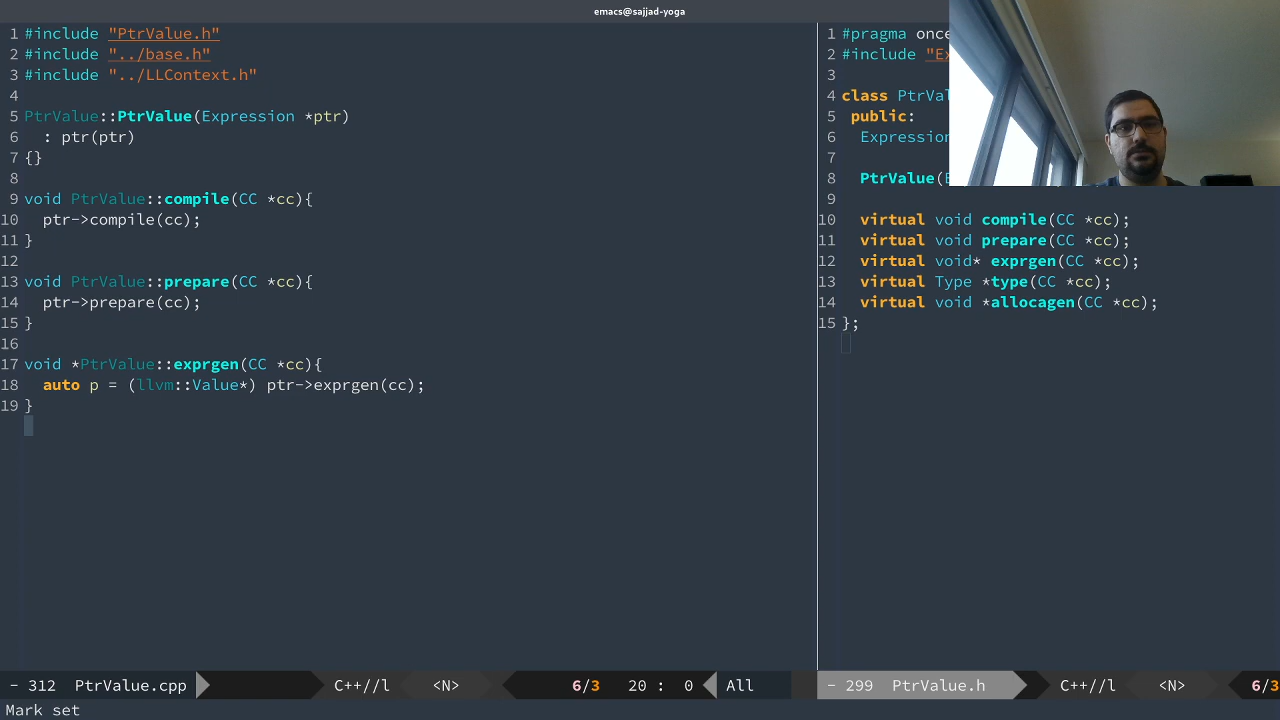 emacs@sajjad-yoga
1 #include "PtrValue.h"
2 #include "../base.h"
3 #include "../LLContext.h"
4
5 PtrValue::PtrValue(Expression *ptr)
6   : ptr(ptr)
7 {}
8
9 void PtrValue::compile(CC *cc){
10   ptr->compile(cc);
11 }
12
13 void PtrValue::prepare(CC *cc){
14   ptr->prepare(cc);
15 }
16
17 void *PtrValue::exprgen(CC *cc){
18   auto p = (llvm::Value*) ptr->exprgen(cc);
19 }
- 312 PtrValue.cpp C++//l <N> 6/3 20 : 0 All
Mark set
1 #pragma once
2 #include "Ex
3
4 class PtrVal
5  public:
6   Expression
7
8   PtrValue(E
9
10   virtual void compile(CC *cc);
11   virtual void prepare(CC *cc);
12   virtual void* exprgen(CC *cc);
13   virtual Type *type(CC *cc);
14   virtual void *allocagen(CC *cc);
15 };
- 299 PtrValue.h C++//l <N> 6/3